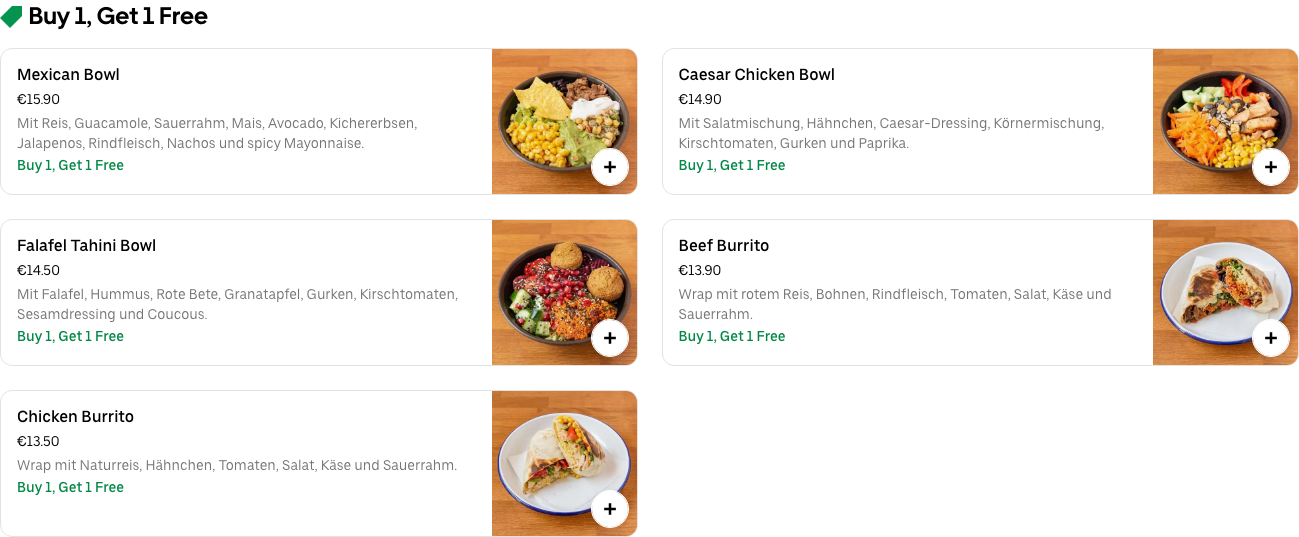 Buy 1, Get 1 Free
Mexican Bowl
€15.90
Mit Reis, Guacamole, Sauerrahm, Mais, Avocado, Kichererbsen,
Jalapenos, Rindfleisch, Nachos und spicy Mayonnaise.
Buy 1, Get 1 Free
Caesar Chicken Bowl
€14.90
Mit Salatmischung, Hähnchen, Caesar-Dressing, Körnermischung,
Kirschtomaten, Gurken und Paprika.
Buy 1, Get 1 Free
Falafel Tahini Bowl
€14.50
Mit Falafel, Hummus, Rote Bete, Granatapfel, Gurken, Kirschtomaten,
Sesamdressing und Coucous.
Buy 1, Get 1 Free
Beef Burrito
€13.90
Wrap mit rotem Reis, Bohnen, Rindfleisch, Tomaten, Salat, Käse und
Sauerrahm.
Buy 1, Get 1 Free
Chicken Burrito
€13.50
Wrap mit Naturreis, Hähnchen, Tomaten, Salat, Käse und Sauerrahm.
Buy 1, Get 1 Free